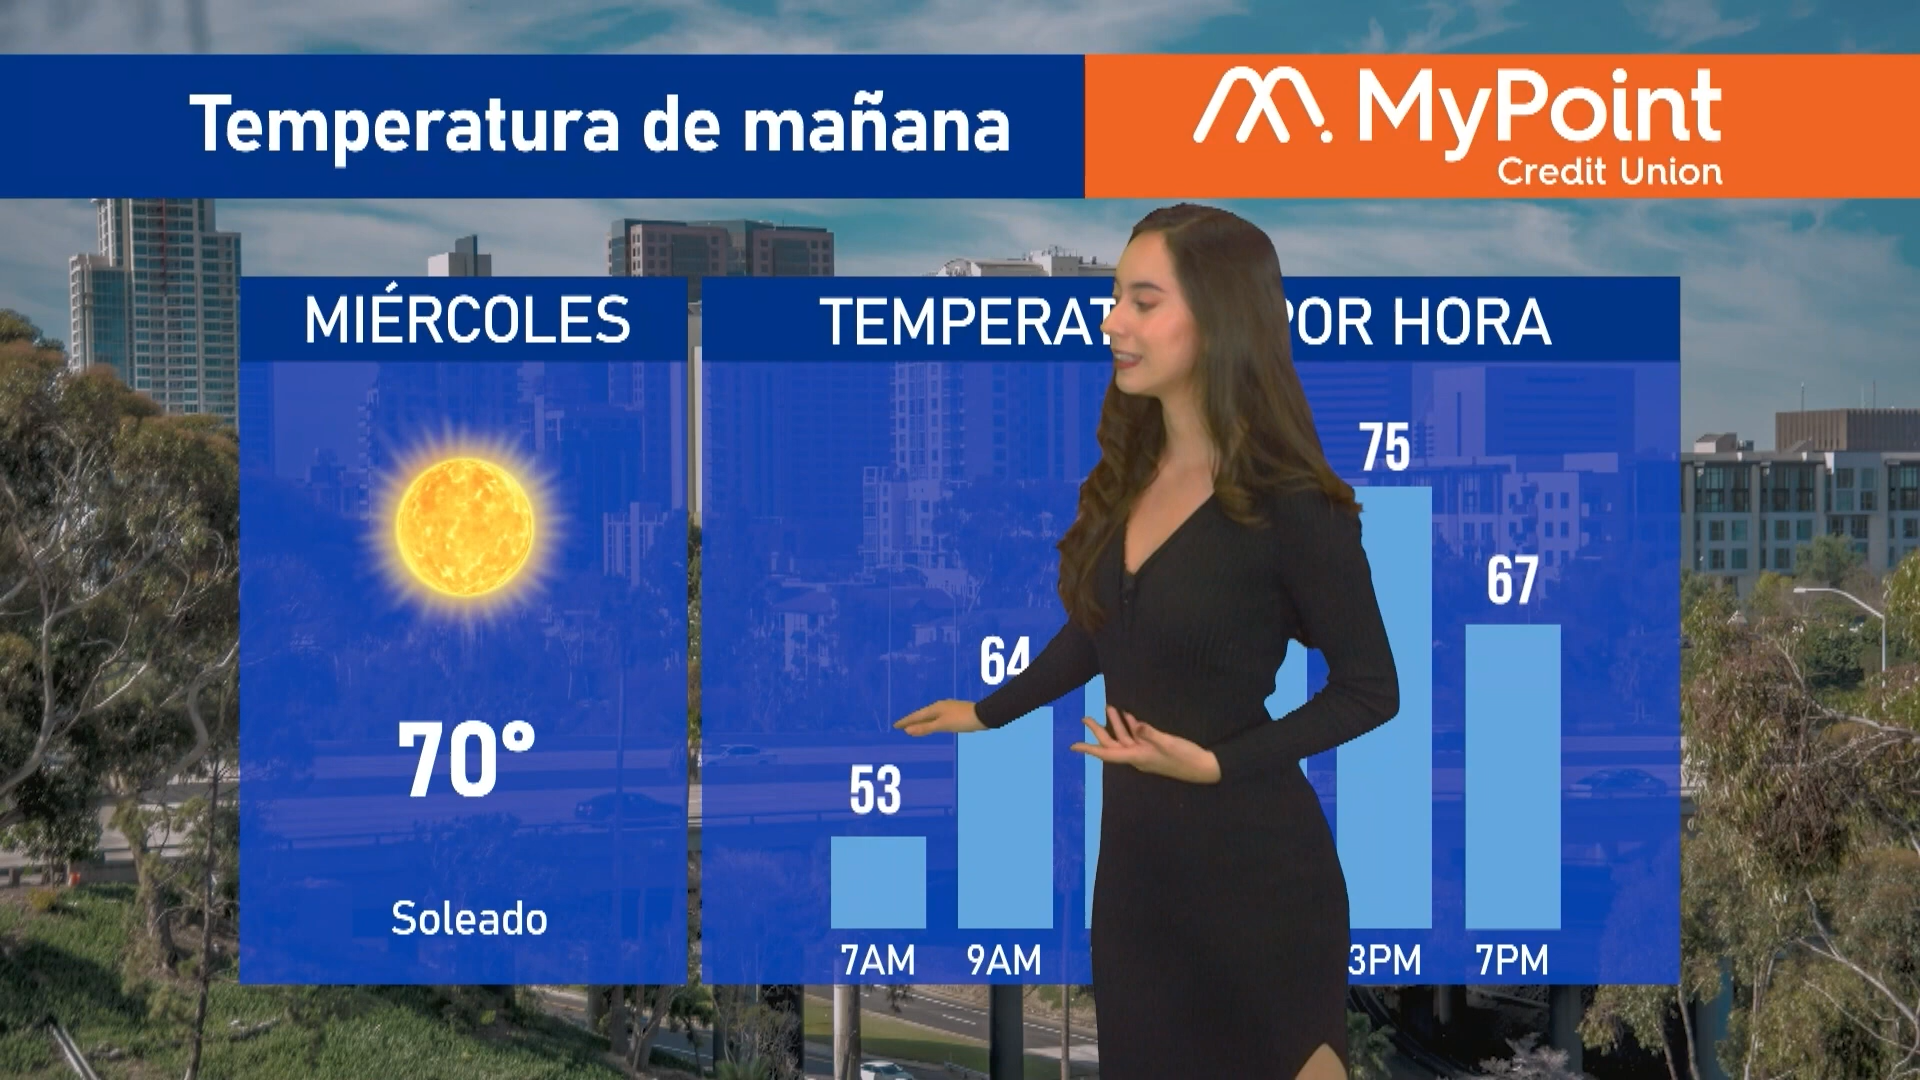 Temperatura de mañana
MyPoint
Credit Union
MIÉRCOLES
70°
Soleado
POR HORA
53
64
75
67
7AM
9AM
3PM
7PM